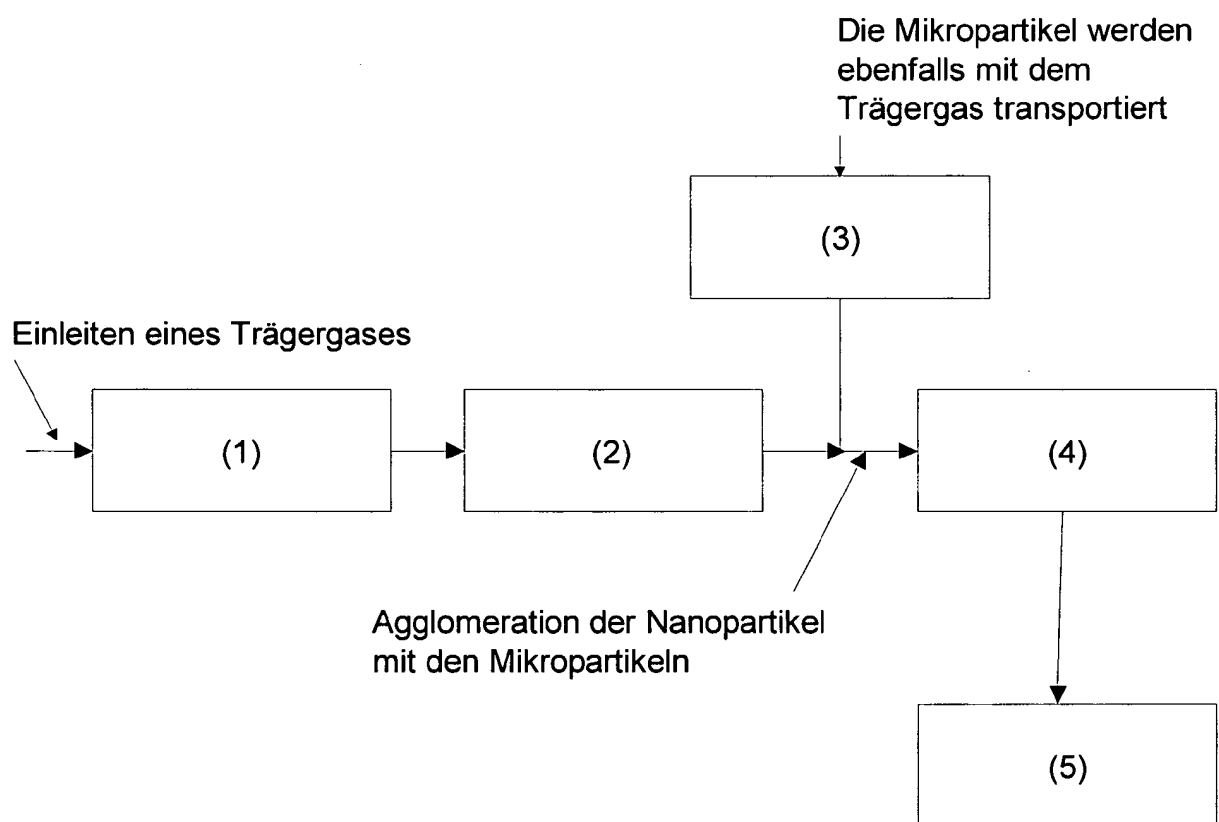 Die Mikropartikel werden
ebenfalls mit dem
Trägergas transportiert
(3)
Einleiten eines Trägergases
(1)
(2)
(4)
Agglomeration der Nanopartikel
mit den Mikropartikeln
(5)